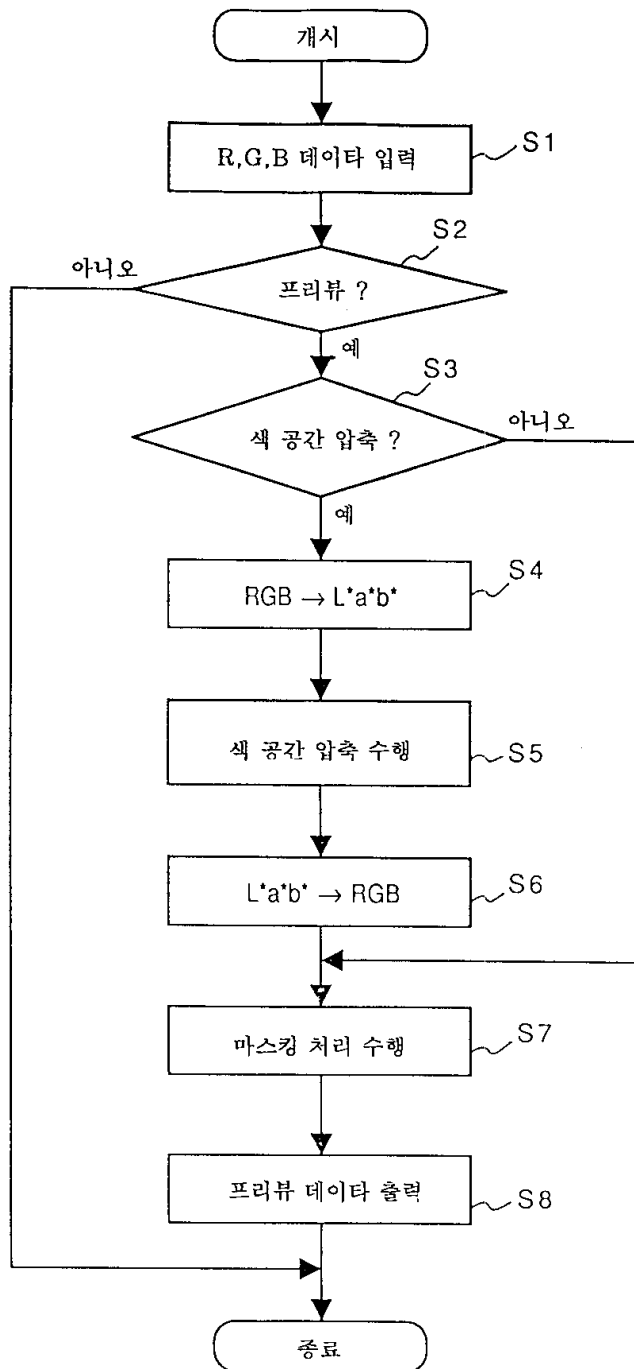 개시
R,G,B 데이타 입력
S1
S2
아니오
프리뷰 ?
예
S3
색 공간 압축 ?
아니오
예
RGB → L*a*b*
S4
색 공간 압축 수행
S5
L*a*b* → RGB
S6
마스킹 처리 수행
S7
프리뷰 데이타 출력
S8
종료